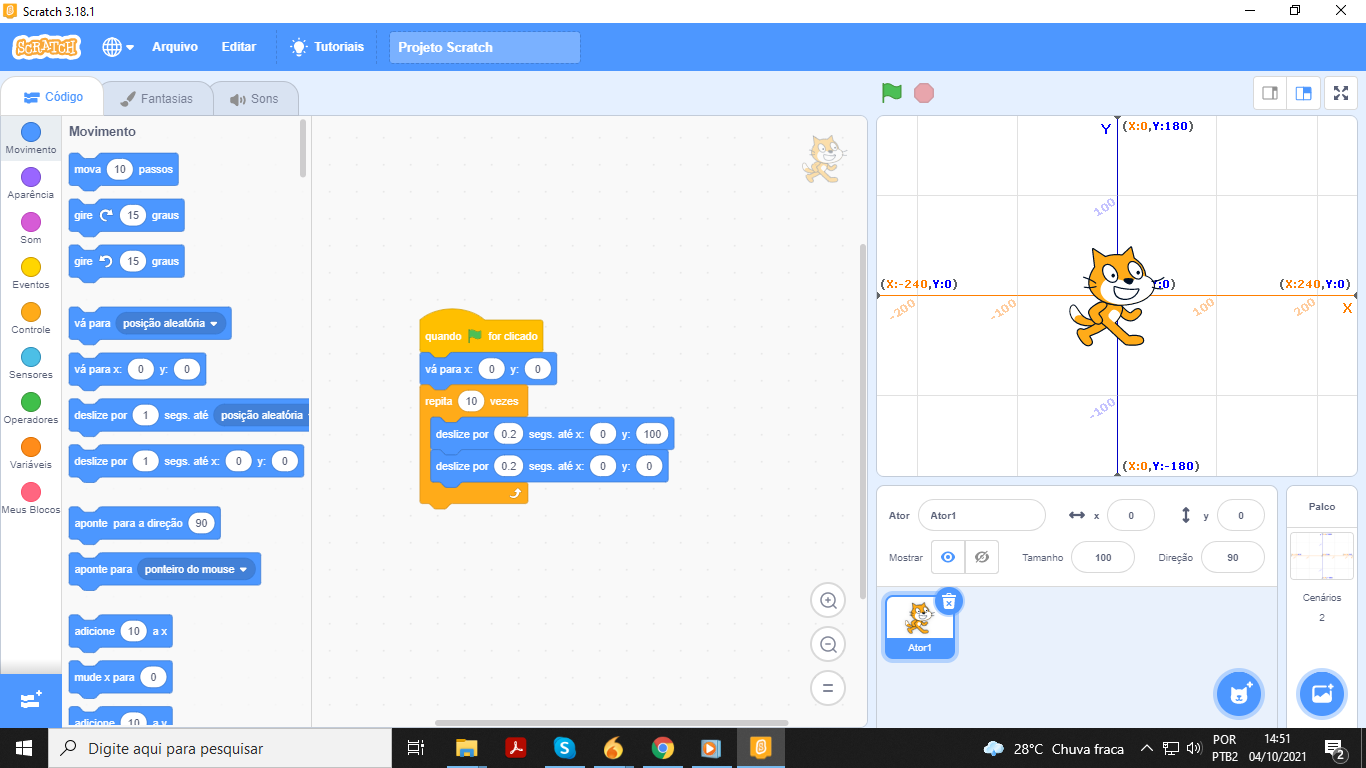 Scratch 3.18.1
SCRATCH Arquivo Editar Tutoriais Projeto Scratch
Código Fantasias Sons
Movimento
Aparência
Som
Eventos
Controle
Sensores
Operadores
Variáveis
Meus Blocos
Movimento
mova 10 passos
gire 15 graus
gire 15 graus
vá para posição aleatória
vá para x: 0 y: 0
deslize por 1 segs. até posição aleatória
deslize por 1 segs. até x: 0 y: 0
aponte para a direção 90
aponte para ponteiro do mouse
adicione 10 a x
mude x para 0
adicione 10 a y
quando for clicado
vá para x: 0 y: 0
repita 10 vezes
deslize por 0.2 segs. até x: 0 y: 100
deslize por 0.2 segs. até x: 0 y: 0
Y (X:0,Y:180)
100
(X:-240,Y:0) :0) (X:240,Y:0)
-200 -100 100 200 X
-100
(X:0,Y:-180)
Ator Ator1 x 0 y 0
Mostrar Tamanho 100 Direção 90
Ator1
Palco
Cenários
2
Digite aqui para pesquisar
28°C Chuva fraca
POR
PTB2
14:51
04/10/2021
2